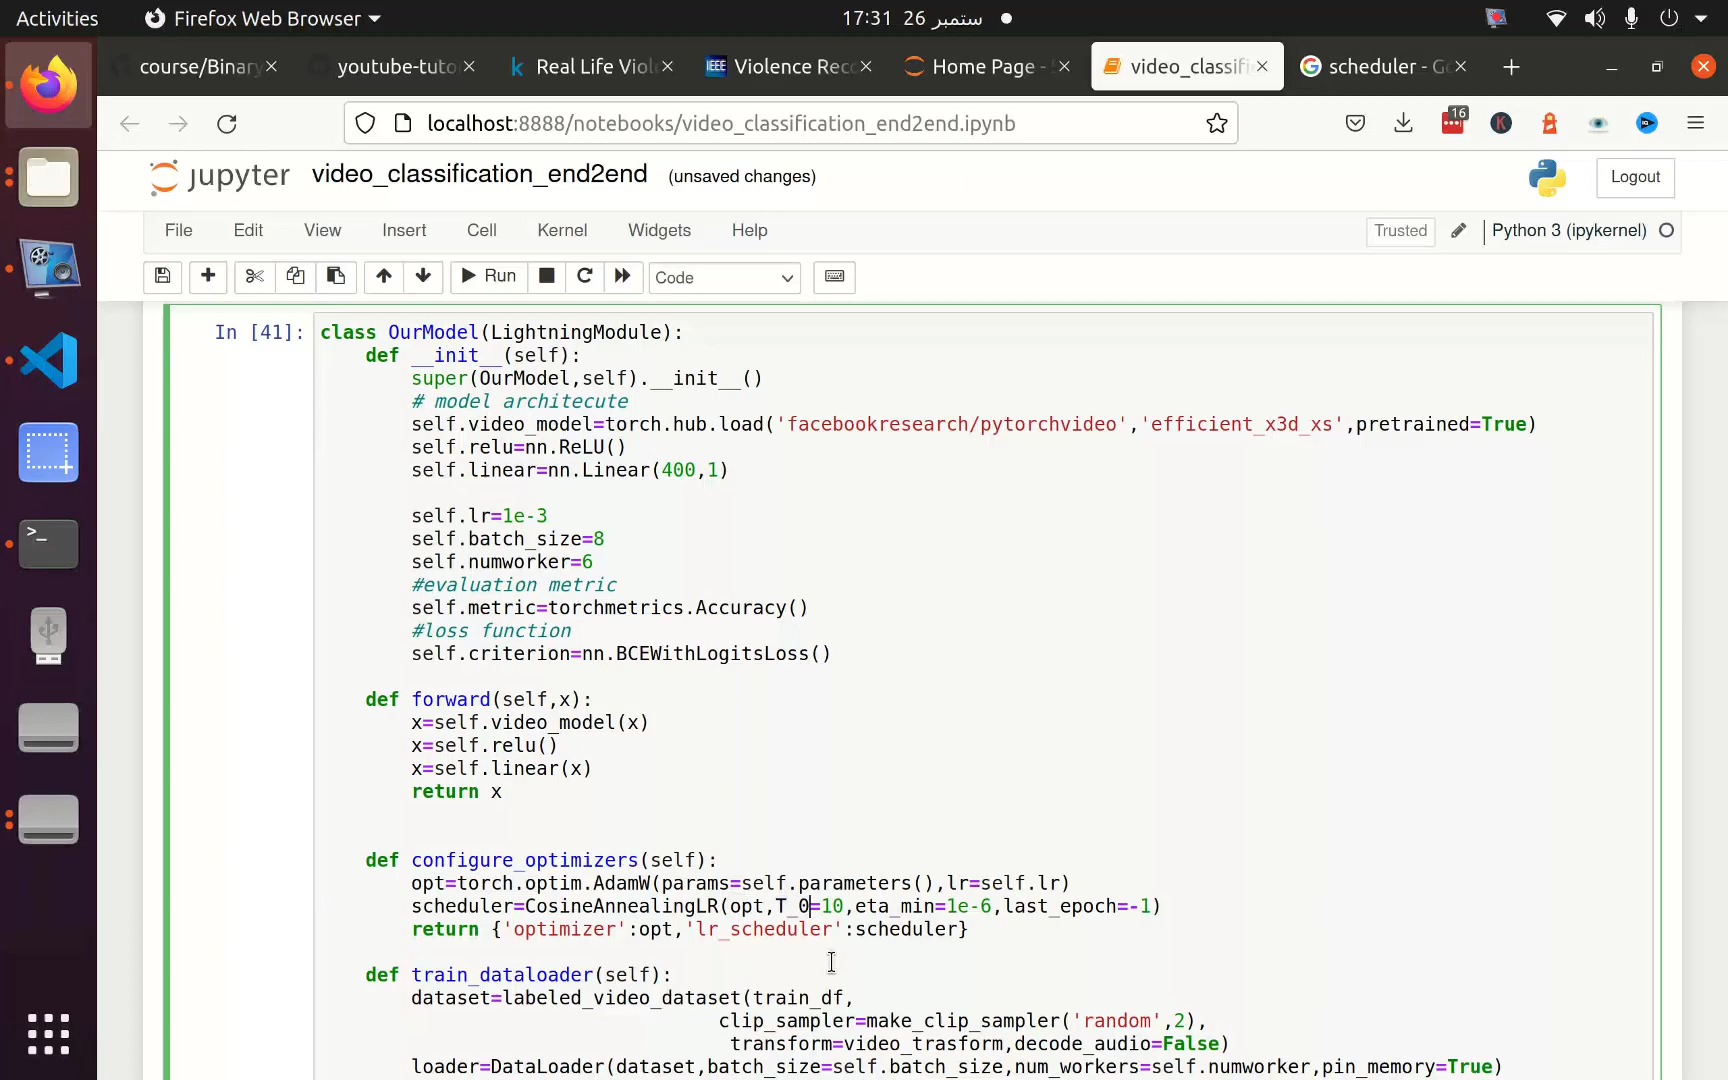 Activities Firefox Web Browser 17:31 26 ستمبر
course/Binary youtube-tuto Real Life Viol IEEE Violence Reco Home Page - video_classifi scheduler - G
localhost:8888/notebooks/video_classification_end2end.ipynb 16
jupyter video_classification_end2end (unsaved changes) Logout
File Edit View Insert Cell Kernel Widgets Help Trusted Python 3 (ipykernel)
Run Code
In [41]: class OurModel(LightningModule):
def __init__(self):
super(OurModel,self).__init__()
# model architecute
self.video_model=torch.hub.load('facebookresearch/pytorchvideo','efficient_x3d_xs',pretrained=True)
self.relu=nn.ReLU()
self.linear=nn.Linear(400,1)
self.lr=1e-3
self.batch_size=8
self.numworker=6
#evaluation metric
self.metric=torchmetrics.Accuracy()
#loss function
self.criterion=nn.BCEWithLogitsLoss()
def forward(self,x):
x=self.video_model(x)
x=self.relu()
x=self.linear(x)
return x
def configure_optimizers(self):
opt=torch.optim.AdamW(params=self.parameters(),lr=self.lr)
scheduler=CosineAnnealingLR(opt,T_0=10,eta_min=1e-6,last_epoch=-1)
return {'optimizer':opt,'lr_scheduler':scheduler}
def train_dataloader(self):
dataset=labeled_video_dataset(train_df,
clip_sampler=make_clip_sampler('random',2),
transform=video_trasform,decode_audio=False)
loader=DataLoader(dataset,batch_size=self.batch_size,num_workers=self.numworker,pin_memory=True)